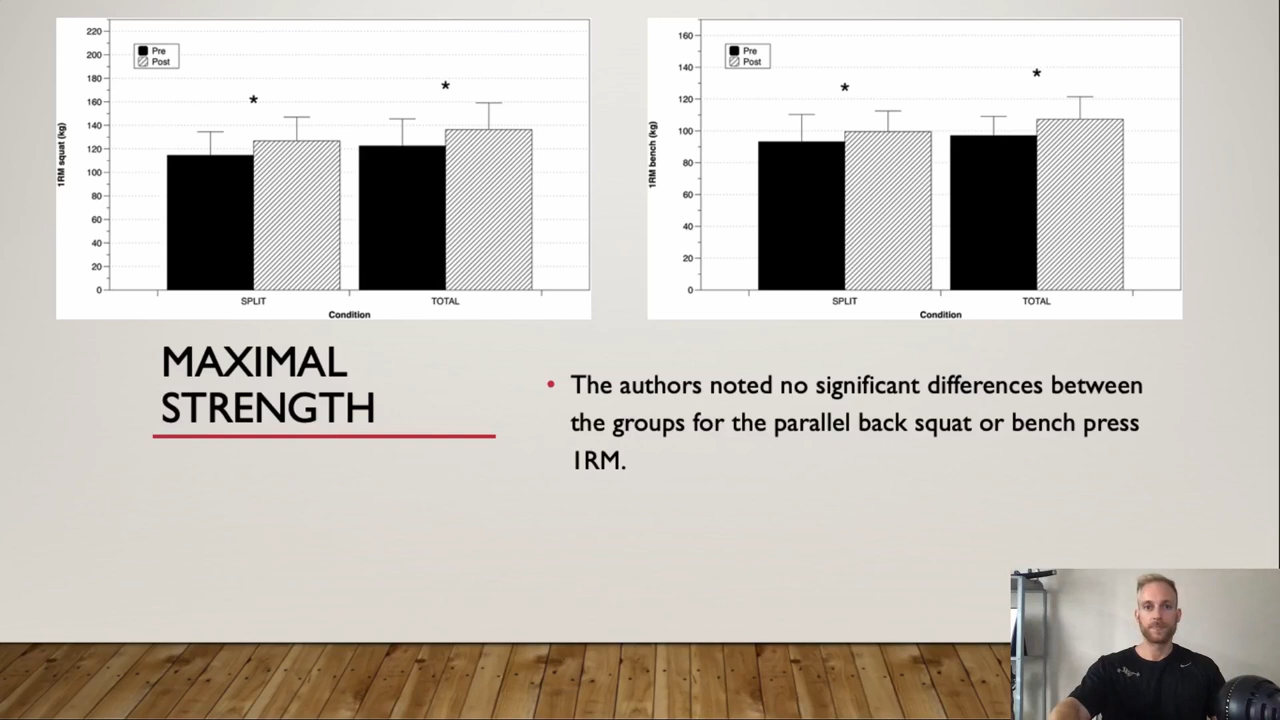 220
200
180
160
140
120
100
80
60
40
20
0
1RM squat (kg)
Pre
Post
*
*
SPLIT
TOTAL
Condition
160
140
120
100
80
60
40
20
0
1RM bench (kg)
Pre
Post
*
*
SPLIT
TOTAL
Condition
MAXIMAL
STRENGTH
• The authors noted no significant differences between
the groups for the parallel back squat or bench press
1RM.